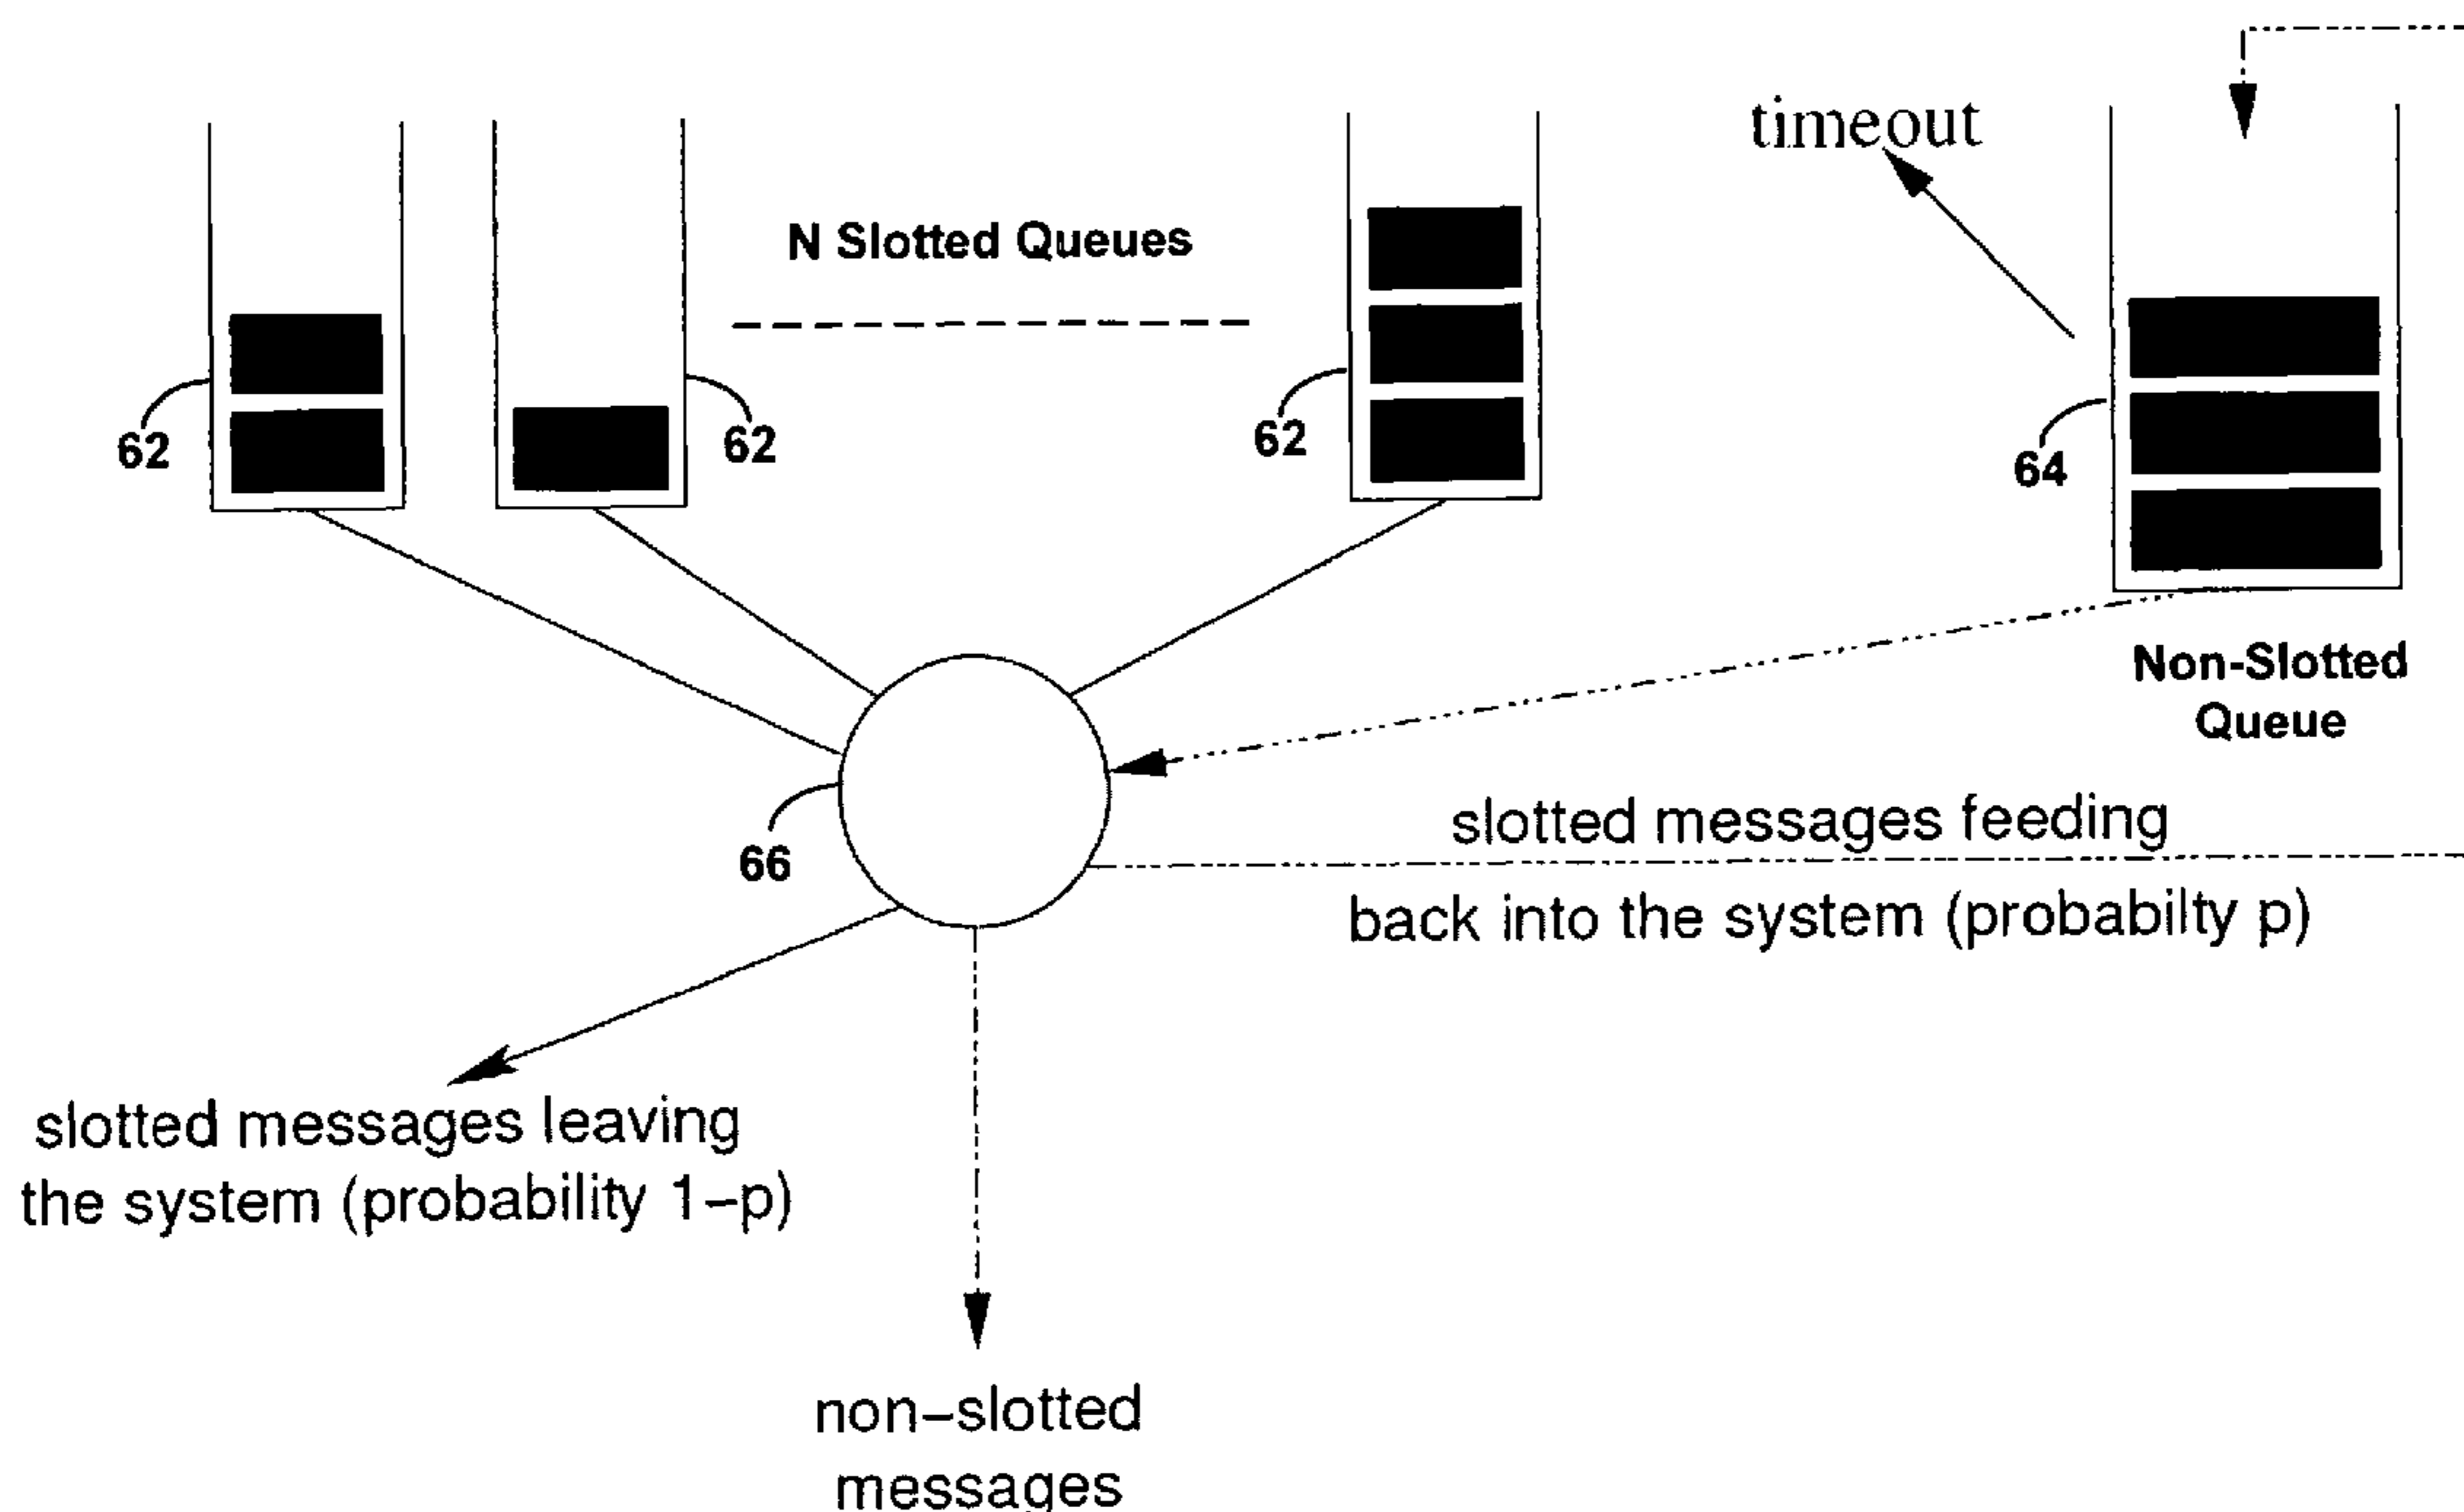 timeout
N Slotted Queues
62
62
62
64
Non-Slotted
Queue
slotted messages feeding
back into the system (probabilty p)
66
slotted messages leaving
the system (probability 1–p)
non–slotted
messages